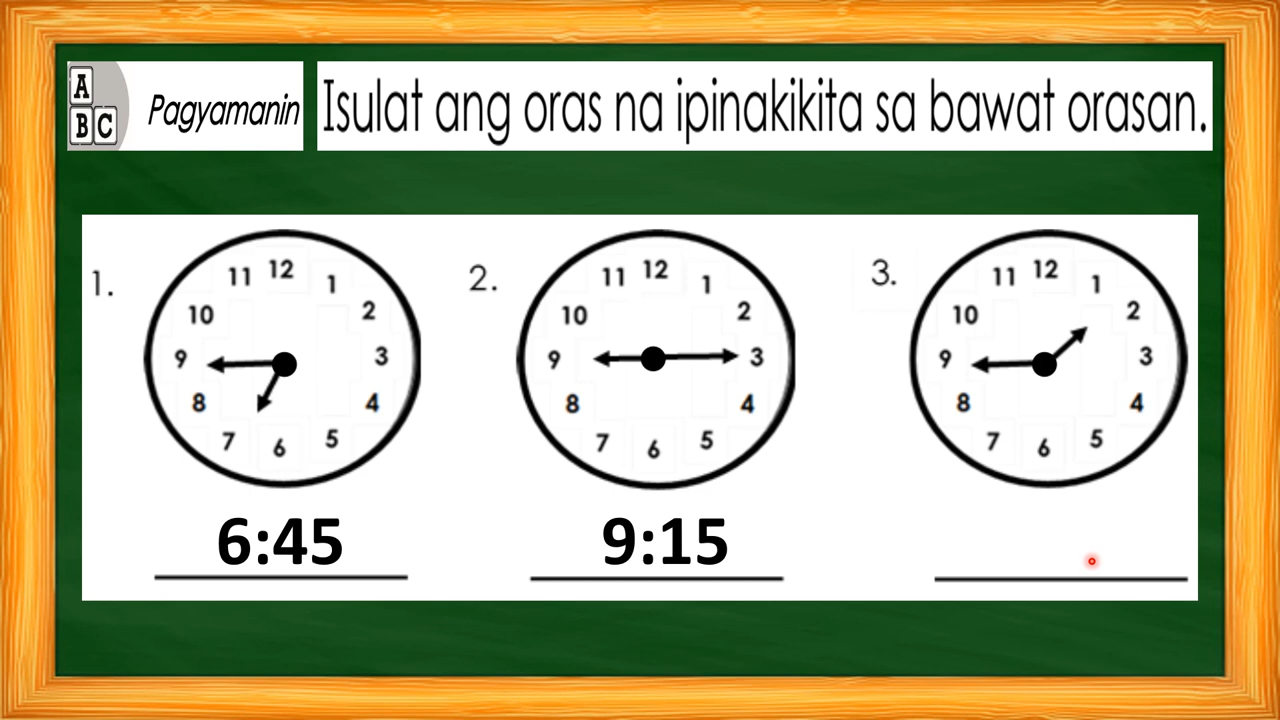 A
B C
Pagyamanin
Isulat ang oras na ipinakikita sa bawat orasan.
1.
11 12 1
10 2
9 3
8 4
7 6 5
6:45
2.
11 12 1
10 2
9 3
8 4
7 6 5
9:15
3.
11 12 1
10 2
9 3
8 4
7 6 5